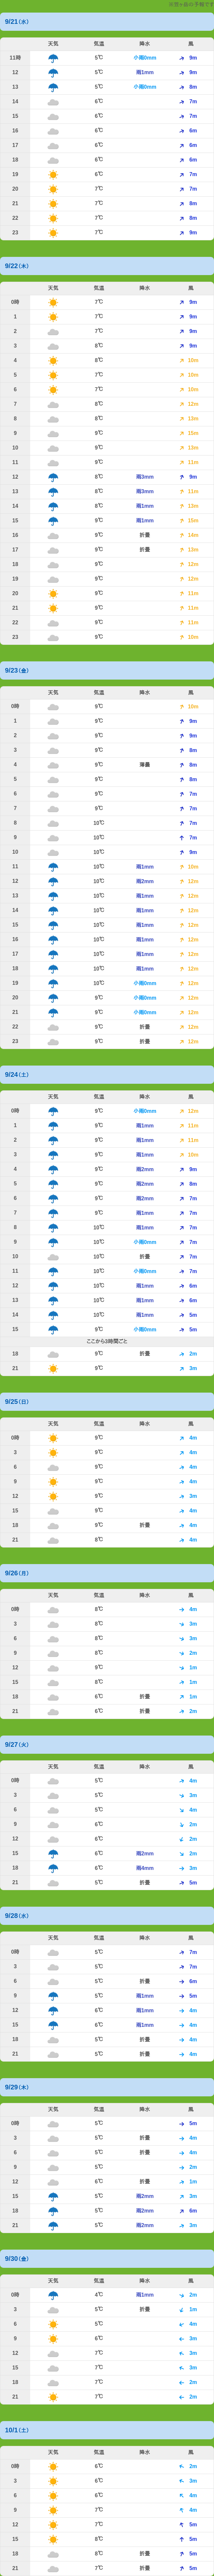 9/21 (水)
天気 気温 降水 風
11時 5℃ 小雨0mm 9m
12 5℃ 雨1mm 9m
13 5℃ 小雨0mm 8m
14 6℃ 7m
15 6℃ 7m
16 6℃ 6m
17 6℃ 6m
18 6℃ 6m
19 6℃ 7m
20 7℃ 7m
21 7℃ 8m
22 7℃ 8m
23 7℃ 9m
9/22 (木)
天気 気温 降水 風
0時 7℃ 9m
1 7℃ 9m
2 7℃ 9m
3 8℃ 9m
4 8℃ 10m
5 7℃ 10m
6 7℃ 10m
7 8℃ 12m
8 8℃ 13m
9 9℃ 15m
10 9℃ 13m
11 9℃ 11m
12 8℃ 雨3mm 9m
13 8℃ 雨3mm 11m
14 8℃ 雨1mm 13m
15 9℃ 雨1mm 15m
16 9℃ 折曇 14m
17 9℃ 折曇 13m
18 9℃ 12m
19 9℃ 12m
20 9℃ 11m
21 9℃ 11m
22 9℃ 11m
23 9℃ 10m
9/23 (金)
天気 気温 降水 風
0時 9℃ 10m
1 9℃ 9m
2 9℃ 9m
3 9℃ 8m
4 9℃ 薄曇 8m
5 9℃ 8m
6 9℃ 7m
7 9℃ 7m
8 10℃ 7m
9 10℃ 7m
10 10℃ 9m
11 10℃ 雨1mm 10m
12 10℃ 雨2mm 12m
13 10℃ 雨1mm 12m
14 10℃ 雨1mm 12m
15 10℃ 雨1mm 12m
16 10℃ 雨1mm 12m
17 10℃ 雨1mm 12m
18 10℃ 雨1mm 12m
19 10℃ 小雨0mm 12m
20 9℃ 小雨0mm 12m
21 9℃ 小雨0mm 12m
22 9℃ 折曇 12m
23 9℃ 折曇 12m
9/24 (土)
天気 気温 降水 風
0時 9℃ 小雨0mm 12m
1 9℃ 雨1mm 11m
2 9℃ 雨1mm 11m
3 9℃ 雨1mm 10m
4 9℃ 雨2mm 9m
5 9℃ 雨2mm 8m
6 9℃ 雨2mm 7m
7 9℃ 雨1mm 7m
8 10℃ 雨1mm 7m
9 10℃ 小雨0mm 7m
10 10℃ 折曇 7m
11 10℃ 小雨0mm 7m
12 10℃ 雨1mm 6m
13 10℃ 雨1mm 6m
14 10℃ 雨1mm 5m
15 9℃ 小雨0mm 5m
ここから3時間ごと
18 9℃ 折曇 2m
21 9℃ 3m
9/25 (日)
天気 気温 降水 風
0時 9℃ 4m
3 9℃ 4m
6 9℃ 4m
9 9℃ 4m
12 9℃ 3m
15 9℃ 4m
18 9℃ 折曇 4m
21 8℃ 4m
9/26 (月)
天気 気温 降水 風
0時 8℃ 4m
3 8℃ 3m
6 8℃ 3m
9 8℃ 2m
12 9℃ 1m
15 8℃ 1m
18 6℃ 折曇 1m
21 6℃ 折曇 2m
9/27 (火)
天気 気温 降水 風
0時 5℃ 4m
3 5℃ 3m
6 5℃ 4m
9 6℃ 2m
12 6℃ 2m
15 6℃ 雨2mm 2m
18 6℃ 雨4mm 3m
21 5℃ 折曇 5m
9/28 (水)
天気 気温 降水 風
0時 5℃ 7m
3 5℃ 7m
6 5℃ 折曇 6m
9 5℃ 雨1mm 5m
12 6℃ 雨1mm 4m
15 6℃ 雨1mm 4m
18 5℃ 折曇 4m
21 5℃ 折曇 4m
9/29 (木)
天気 気温 降水 風
0時 5℃ 5m
3 5℃ 折曇 4m
6 5℃ 折曇 4m
9 5℃ 2m
12 6℃ 折曇 1m
15 5℃ 雨2mm 3m
18 5℃ 雨2mm 6m
21 5℃ 雨2mm 3m
9/30 (金)
天気 気温 降水 風
0時 4℃ 雨1mm 2m
3 5℃ 折曇 1m
6 5℃ 4m
9 6℃ 3m
12 7℃ 3m
15 7℃ 3m
18 7℃ 2m
21 7℃ 2m
10/1 (土)
天気 気温 降水 風
0時 6℃ 2m
3 6℃ 3m
6 6℃ 4m
9 7℃ 4m
12 7℃ 5m
15 8℃ 5m
18 8℃ 折曇 5m
21 7℃ 折曇 5m